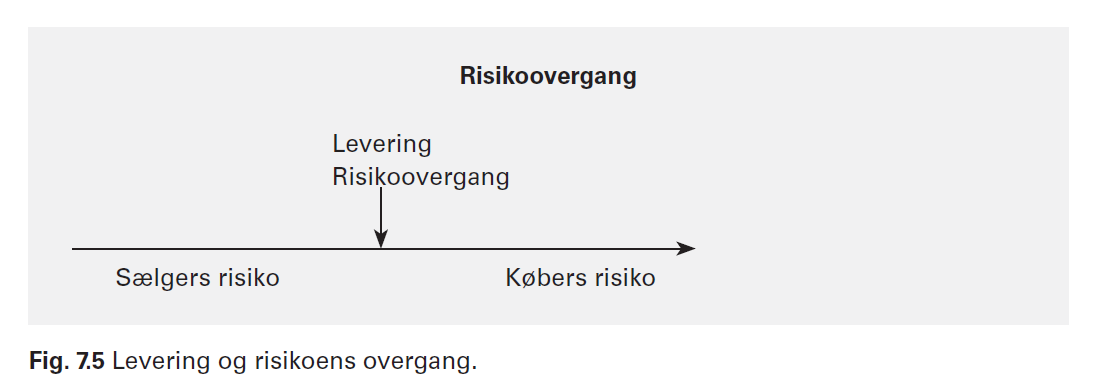 Risikoovergang
Levering
Risikoovergang
Sælgers risiko
Købers risiko
Fig. 7.5 Levering og risikoens overgang.